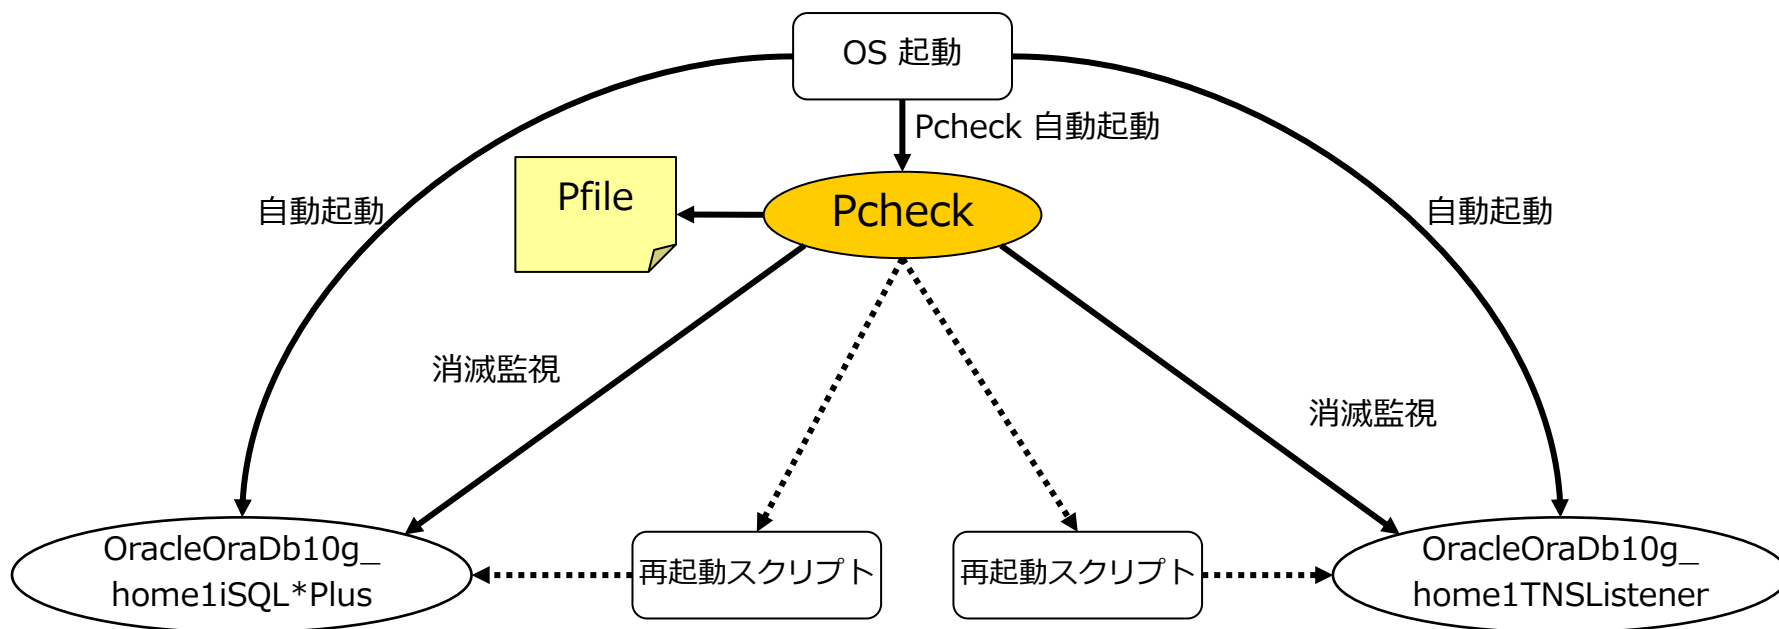 OS 起動
Pcheck 自動起動
Pfile
Pcheck
自動起動
自動起動
消滅監視
消滅監視
OracleOraDb10g_
home1iSQL*Plus
再起動スクリプト
再起動スクリプト
OracleOraDb10g_
home1TNSListener